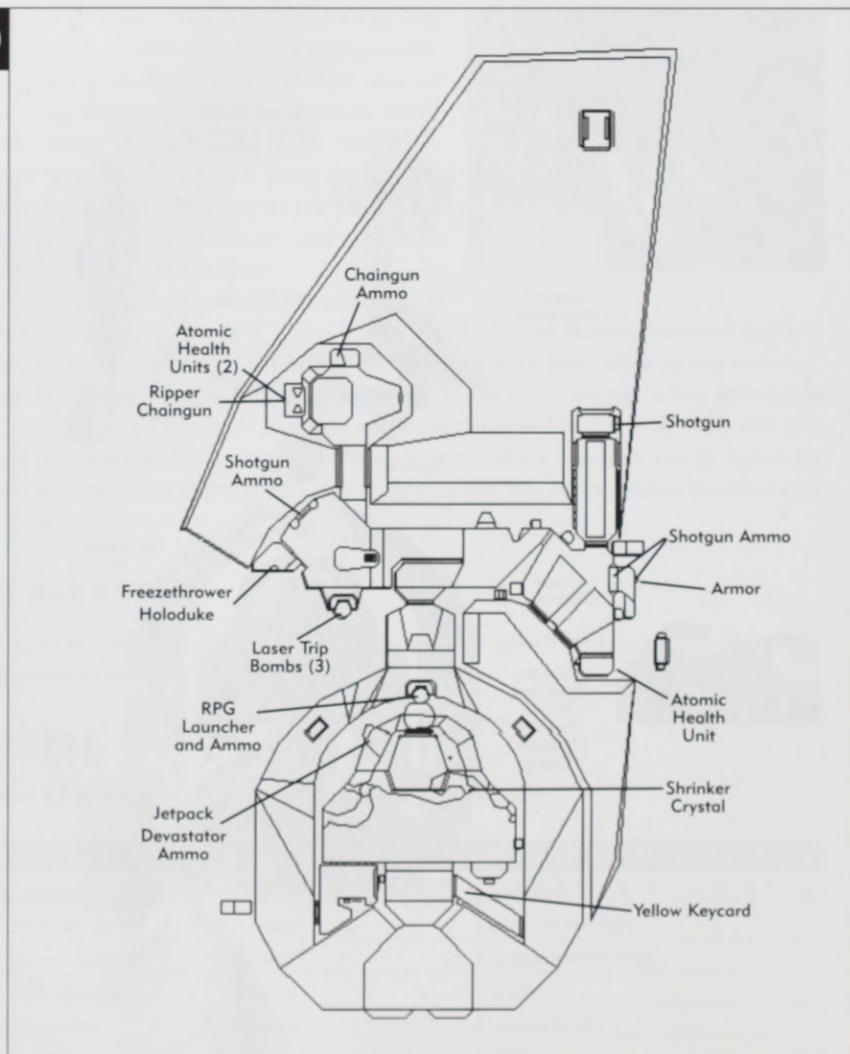 Chaingun
Ammo
Atomic
Health
Units (2)
Ripper
Chaingun
Shotgun
Shotgun
Ammo
Shotgun Ammo
Armor
Freezethrower
Holoduke
Laser Trip
Bombs (3)
RPG
Launcher
and Ammo
Atomic
Health
Unit
Shrinker
Crystal
Jetpack
Devastator
Ammo
Yellow Keycard